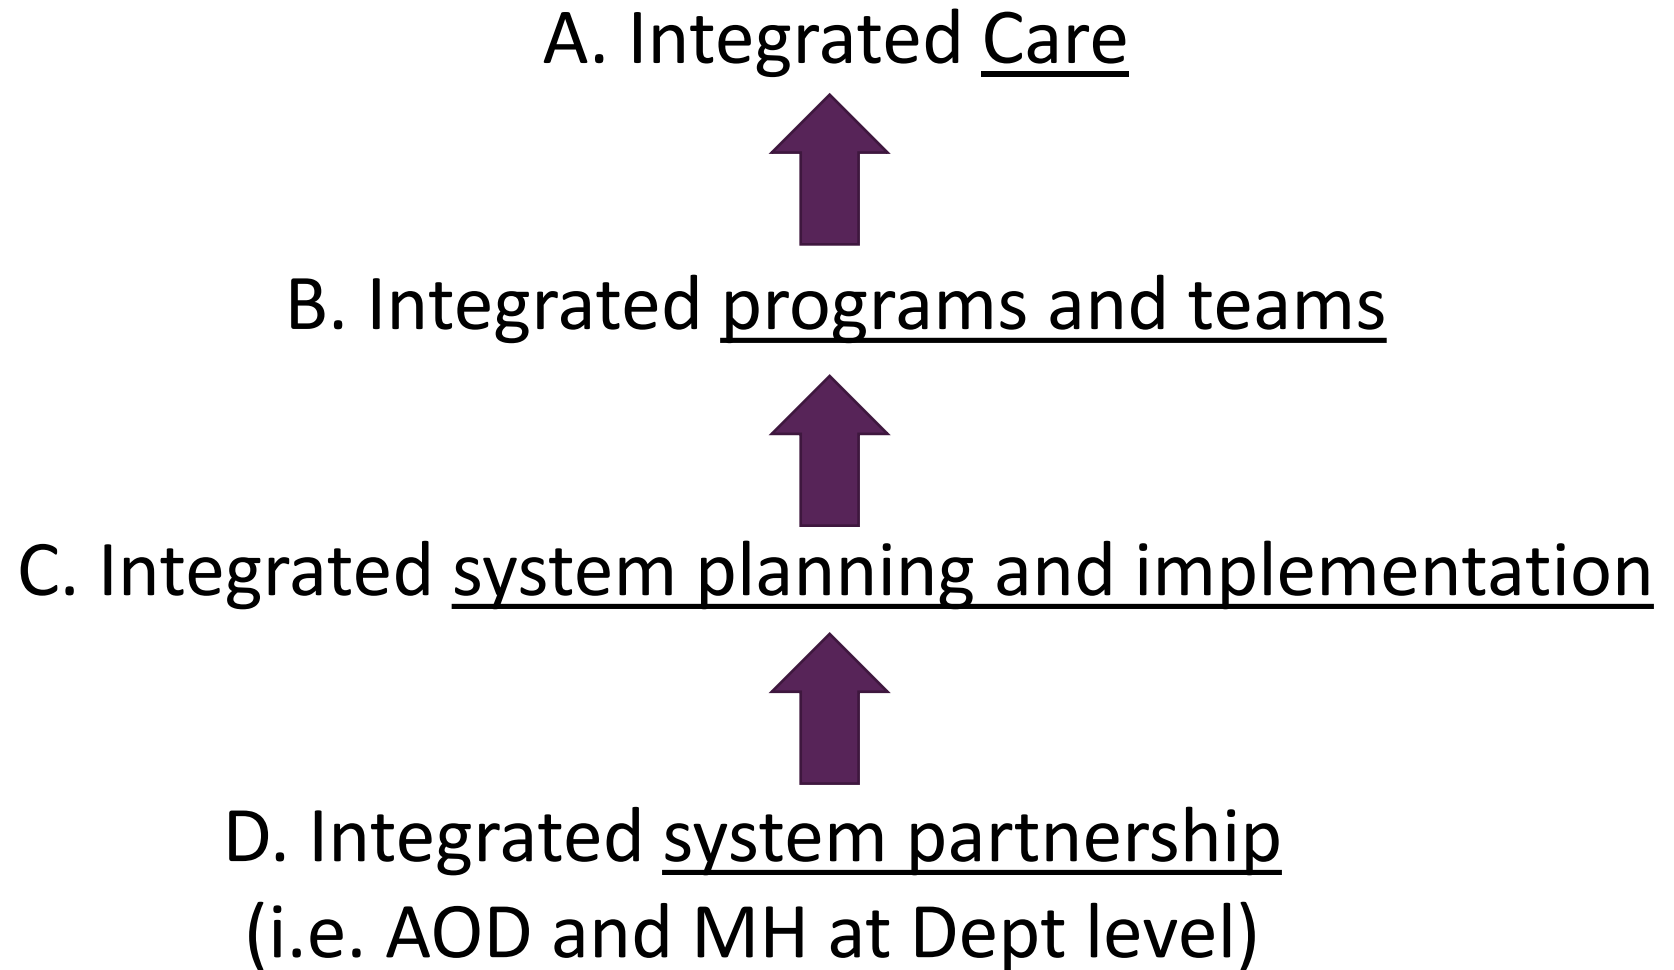 A. Integrated Care
B. Integrated programs and teams
C. Integrated system planning and implementation
D. Integrated system partnership
(i.e. AOD and MH at Dept level)